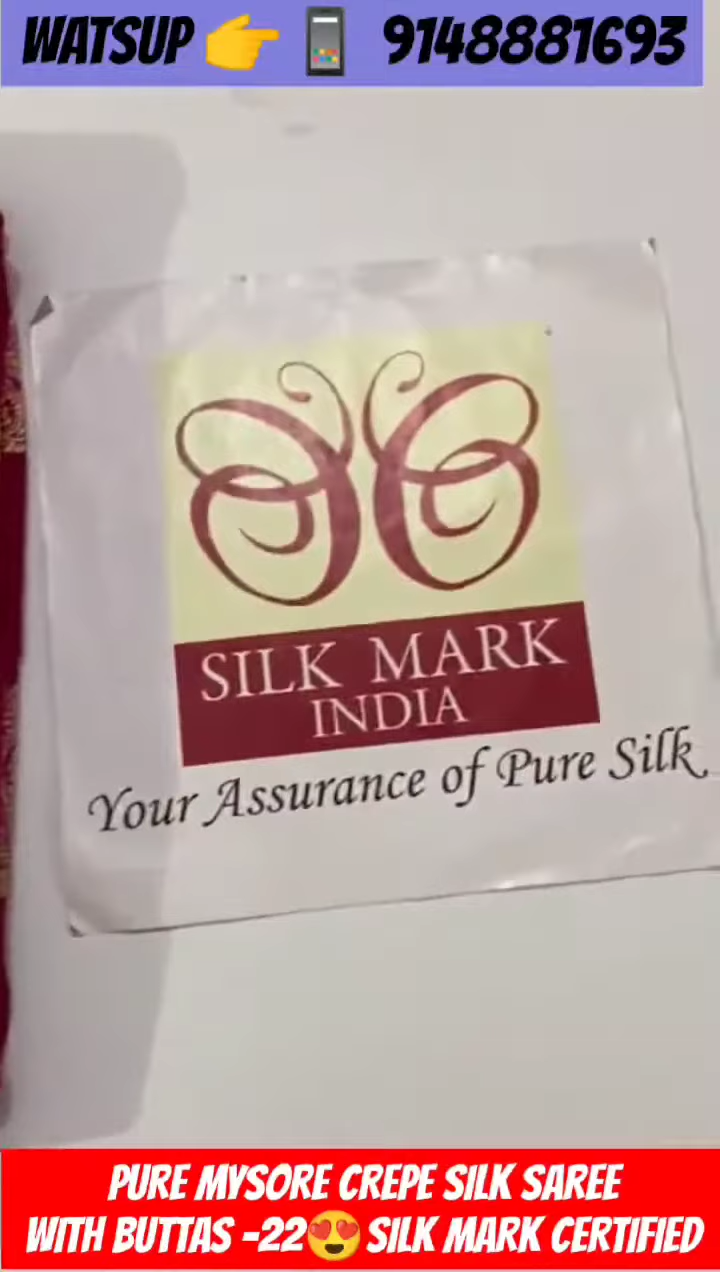 WATSUP 👉 📱 9148881693
SILK MARK
INDIA
Your Assurance of Pure Silk
PURE MYSORE CREPE SILK SAREE
WITH BUTTAS -22😍 SILK MARK CERTIFIED